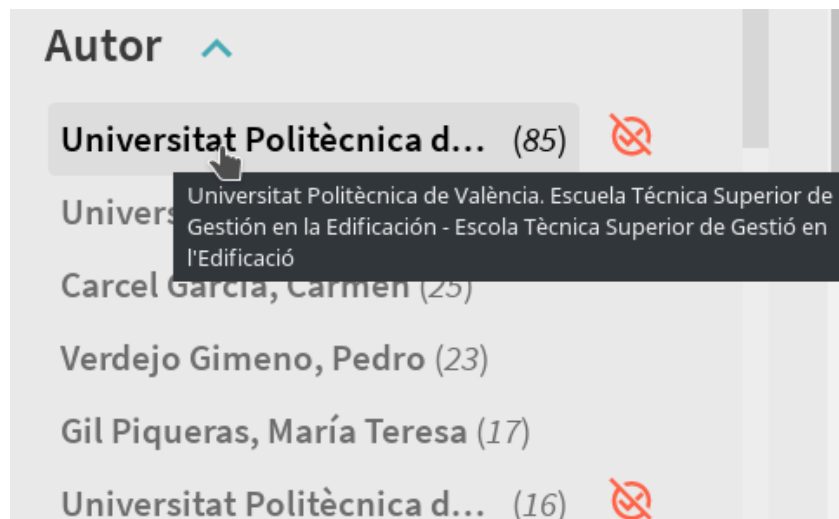 Autor
Universitat Politècnica d... (85)
Universitat Politècnica de València. Escuela Técnica Superior de
Gestión en la Edificación - Escola Tècnica Superior de Gestió en
l'Edificació
Carcel García, Carmen (25)
Verdejo Gimeno, Pedro (23)
Gil Piqueras, María Teresa (17)
Universitat Politècnica d... (16)